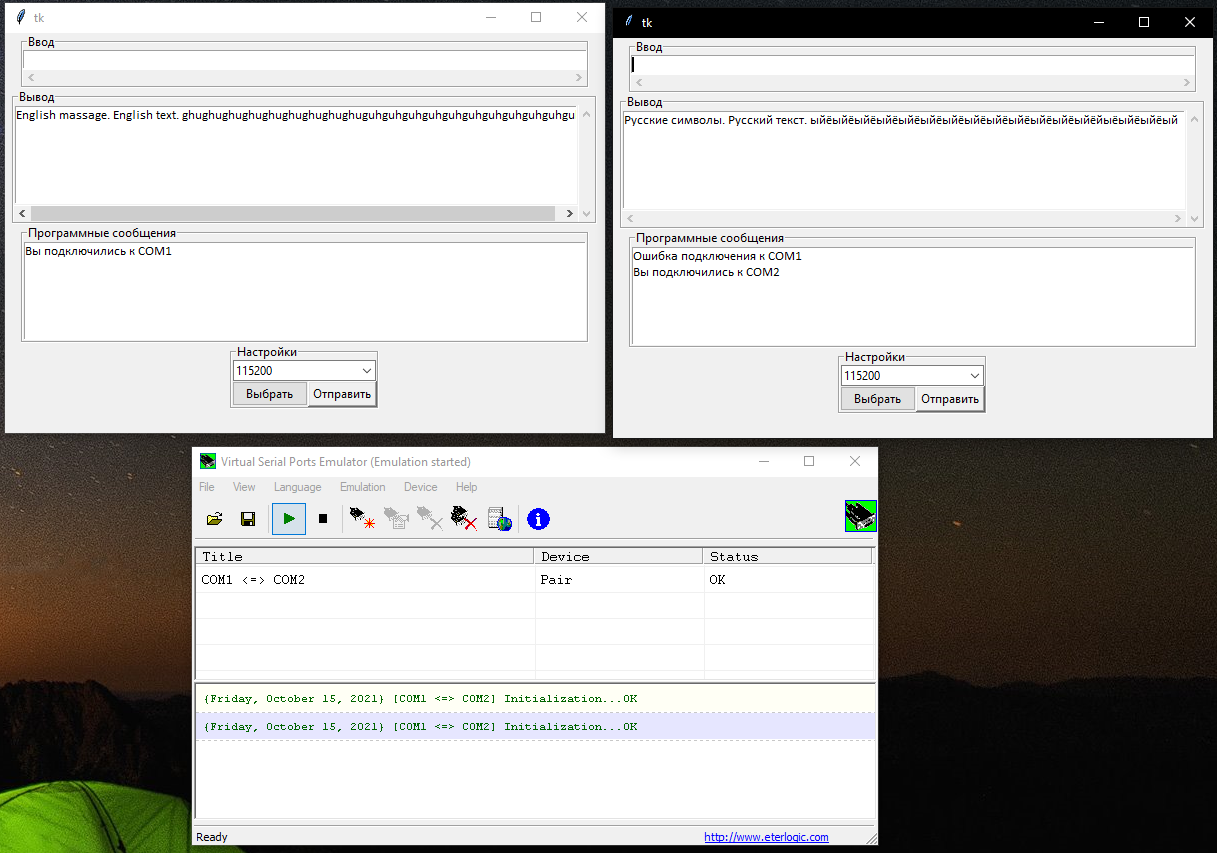 tk
Ввод
Вывод
English massage. English text. ghughughughughughughughughuguhguhguhguhguhguhguhguhguhguhgu
Программные сообщения
Вы подключились к COM1
Настройки
115200
Выбрать
Отправить
tk
Ввод
Вывод
Русские символы. Русский текст. ыйёыйёыйёыйёыйёыйёыйёыйёыйёыйёыйёыйёыйёыйёйыёыйёыйёый
Программные сообщения
Ошибка подключения к COM1
Вы подключились к COM2
Настройки
115200
Выбрать
Отправить
Virtual Serial Ports Emulator (Emulation started)
File View Language Emulation Device Help
Title Device Status
COM1 <=> COM2 Pair OK
{Friday, October 15, 2021} [COM1 <=> COM2] Initialization...OK
{Friday, October 15, 2021} [COM1 <=> COM2] Initialization...OK
Ready http://www.eterlogic.com